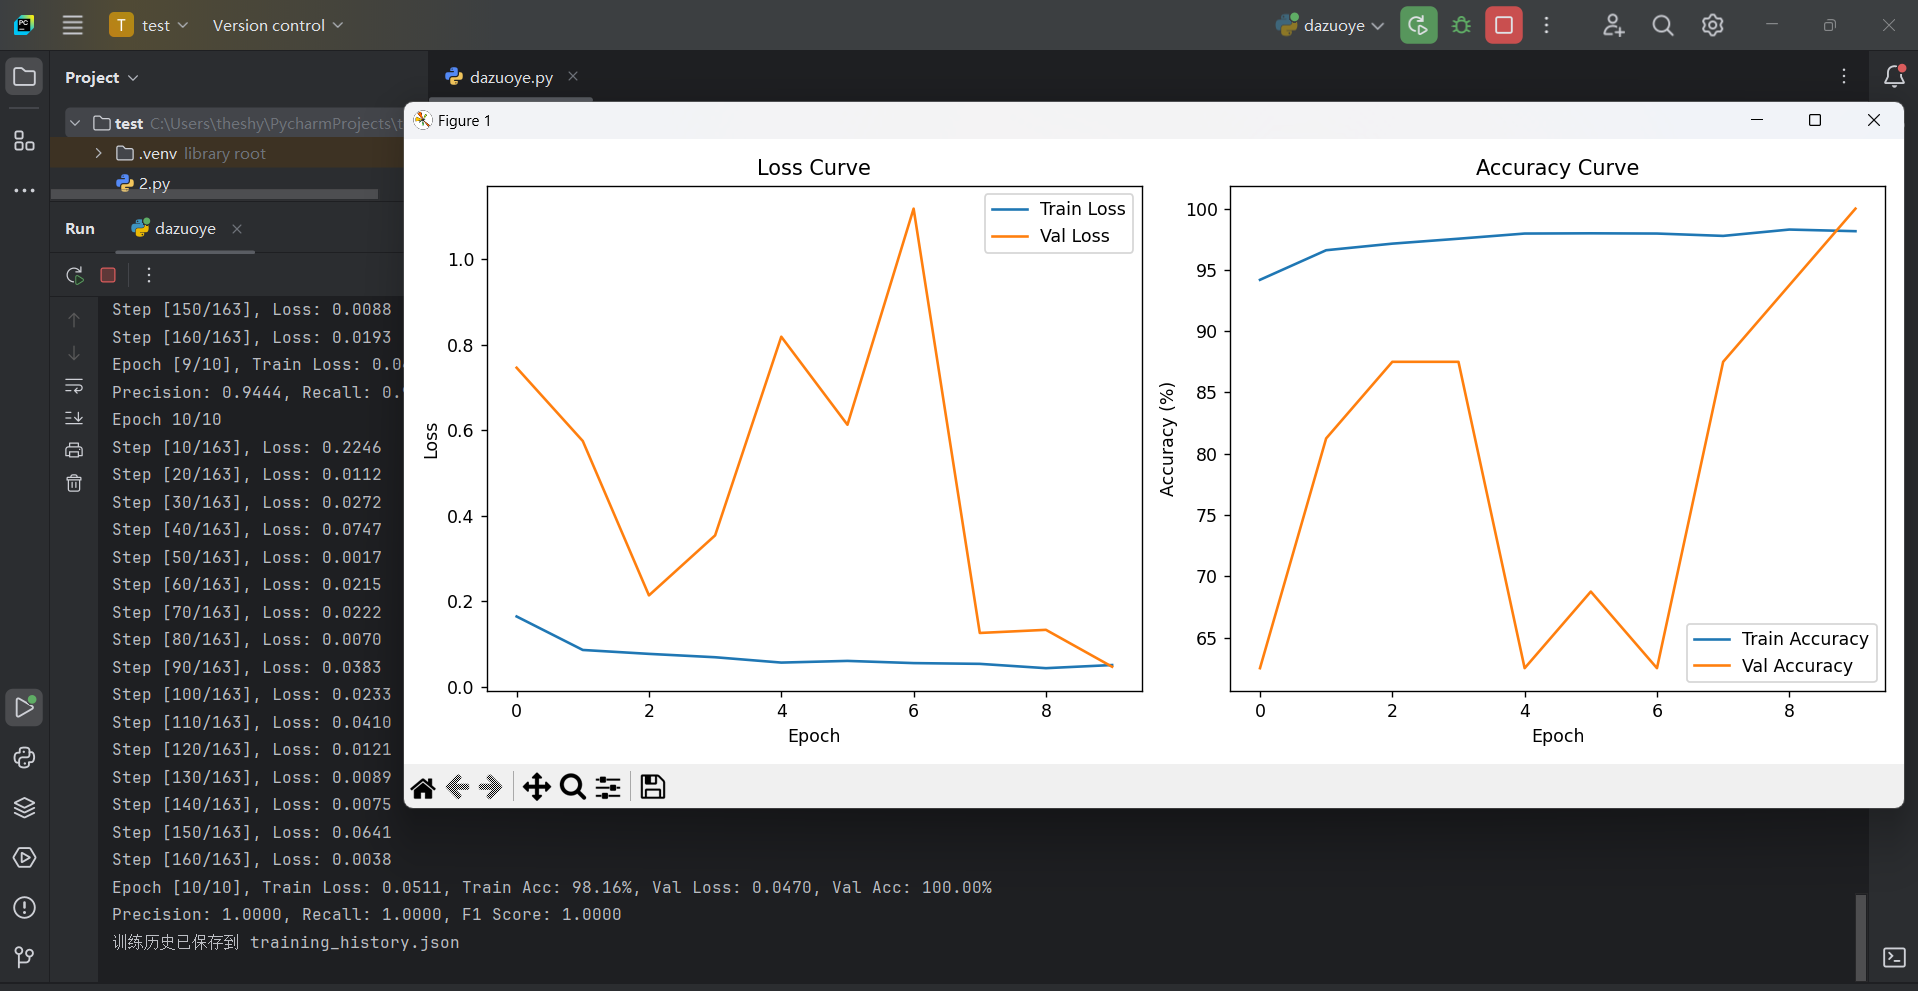 T test Version control dazuoye
Project
dazuoye.py
test C:\Users\theshy\PycharmProjects\t
.venv library root
2.py
Run dazuoye
Step [150/163], Loss: 0.0088
Step [160/163], Loss: 0.0193
Epoch [9/10], Train Loss: 0.0
Precision: 0.9444, Recall: 0.
Epoch 10/10
Step [10/163], Loss: 0.2246
Step [20/163], Loss: 0.0112
Step [30/163], Loss: 0.0272
Step [40/163], Loss: 0.0747
Step [50/163], Loss: 0.0017
Step [60/163], Loss: 0.0215
Step [70/163], Loss: 0.0222
Step [80/163], Loss: 0.0070
Step [90/163], Loss: 0.0383
Step [100/163], Loss: 0.0233
Step [110/163], Loss: 0.0410
Step [120/163], Loss: 0.0121
Step [130/163], Loss: 0.0089
Step [140/163], Loss: 0.0075
Step [150/163], Loss: 0.0641
Step [160/163], Loss: 0.0038
Epoch [10/10], Train Loss: 0.0511, Train Acc: 98.16%, Val Loss: 0.0470, Val Acc: 100.00%
Precision: 1.0000, Recall: 1.0000, F1 Score: 1.0000
训练历史已保存到 training_history.json
Figure 1
Loss Curve
Train Loss
Val Loss
1.0
0.8
0.6
0.4
0.2
0.0
Loss
0 2 4 6 8
Epoch
Accuracy Curve
100
95
90
85
80
75
70
65
Accuracy (%)
Train Accuracy
Val Accuracy
0 2 4 6 8
Epoch